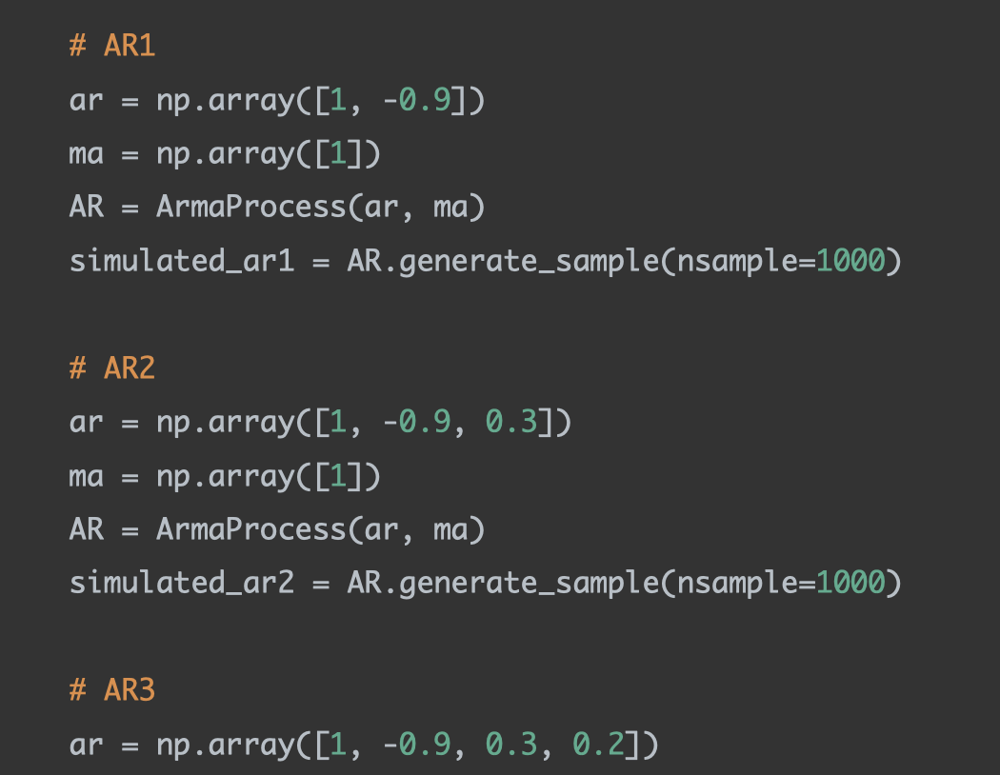 # AR1
ar = np.array([1, -0.9])
ma = np.array([1])
AR = ArmaProcess(ar, ma)
simulated_ar1 = AR.generate_sample(nsample=1000)
# AR2
ar = np.array([1, -0.9, 0.3])
ma = np.array([1])
AR = ArmaProcess(ar, ma)
simulated_ar2 = AR.generate_sample(nsample=1000)
# AR3
ar = np.array([1, -0.9, 0.3, 0.2])